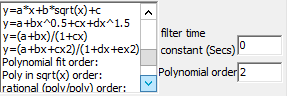 y=a*x+b*sqrt(x)+c
y=a+bx^0.5+cx+dx^1.5
y=(a+bx)/(1+cx)
y=(a+bx+cx2)/(1+dx+ex2)
Polynomial fit order:
Poly in sqrt(x) order:
rational (poly/poly) order:
filter time
constant (Secs) 0
Polynomial order 2